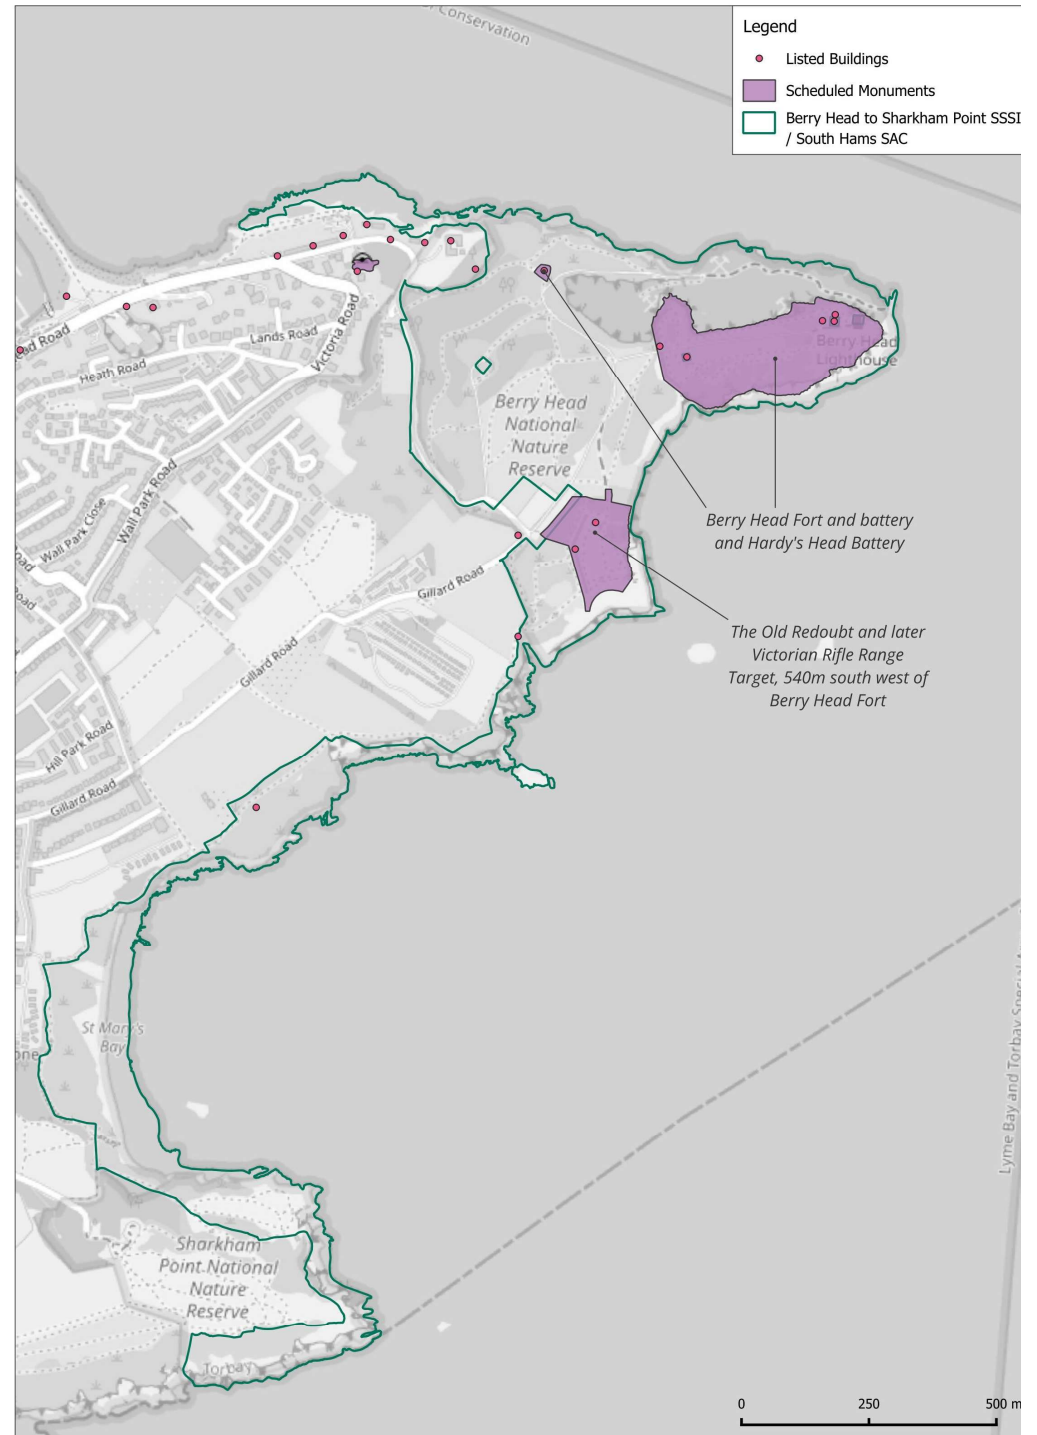 Conservation
Legend
Listed Buildings
Scheduled Monuments
Berry Head to Sharkham Point SSSI
/ South Hams SAC
ead Road
Lands Road
Victoria Road
Heath Road
Berry Head
Lighthouse
Berry Head
National
Nature
Reserve
Wall Park Road
Wall Park Close
Road
Road
Berry Head Fort and battery
and Hardy's Head Battery
Gillard Road
The Old Redoubt and later
Victorian Rifle Range
Target, 540m south west of
Berry Head Fort
Gillard Road
Hill Park Road
Gillard Road
St Mary's
Bay
one
Lyme Bay and Torbay Special A
Sharkham
Point National
Nature
Reserve
Torbay
0 250 500 m